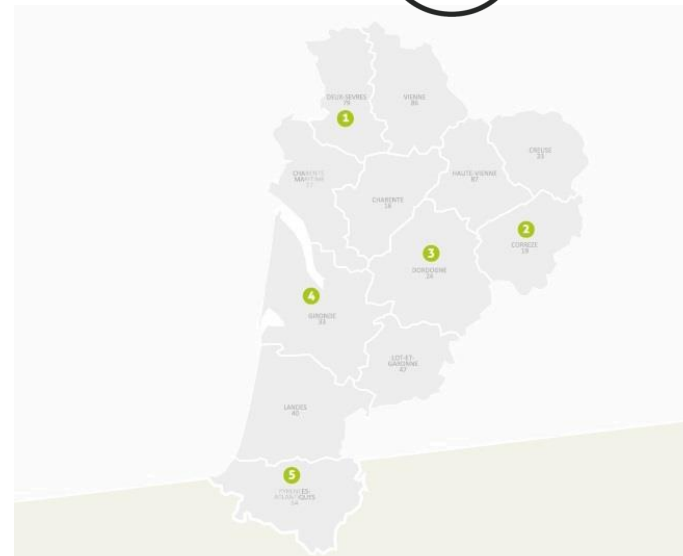 DEUX-SEVRES
79
1
VIENNE
86
CREUSE
23
HAUTE-VIENNE
87
CHARENTE
MARITIME
17
CHARENTE
16
2
CORREZE
19
3
DORDOGNE
24
4
GIRONDE
33
LOT-ET-
GARONNE
47
LANDES
40
5
PYRENEES-
ATLANTIQUES
64